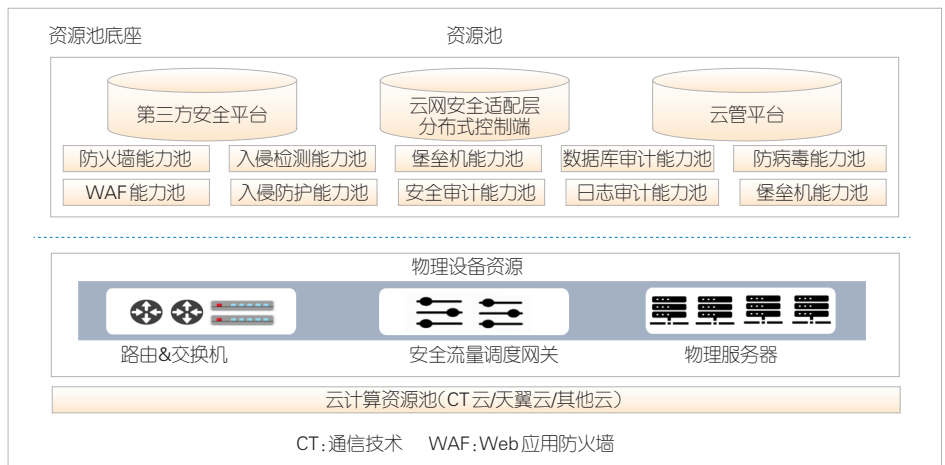 资源池底座 资源池
第三方安全平台
云网安全适配层
分布式控制端
云管平台
防火墙能力池 入侵检测能力池 堡垒机能力池 数据库审计能力池 防病毒能力池
WAF能力池 入侵防护能力池 安全审计能力池 日志审计能力池 堡垒机能力池
物理设备资源
路由&交换机 安全流量调度网关 物理服务器
云计算资源池(CT云/天翼云/其他云)
CT:通信技术 WAF:Web应用防火墙